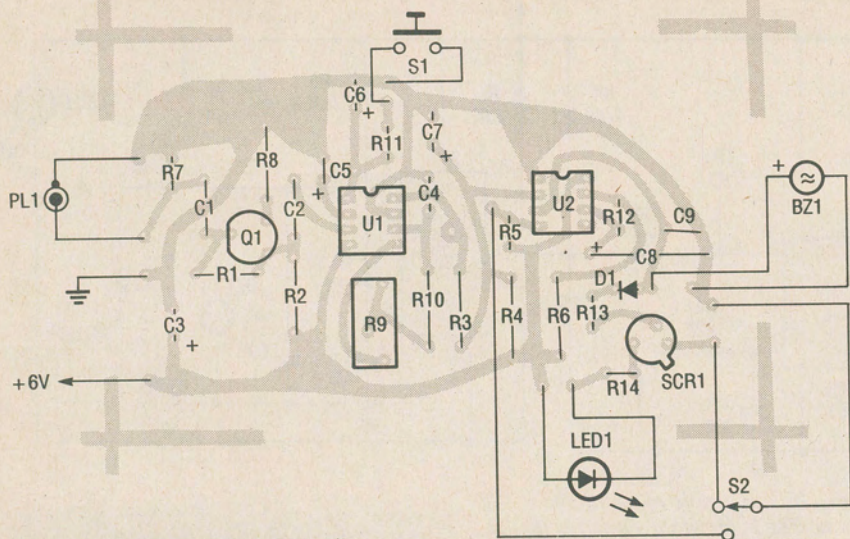 S1
C6
+
R11
C7
+
R7
R8
C5
+
PL1
C1
C2
U1
C4
U2
+
BZ1
Q1
R5
R12
C9
R1
+
C8
R2
D1
R10
R3
R4
R6
R13
C3
+
R9
+6V
R14
SCR1
LED1
S2